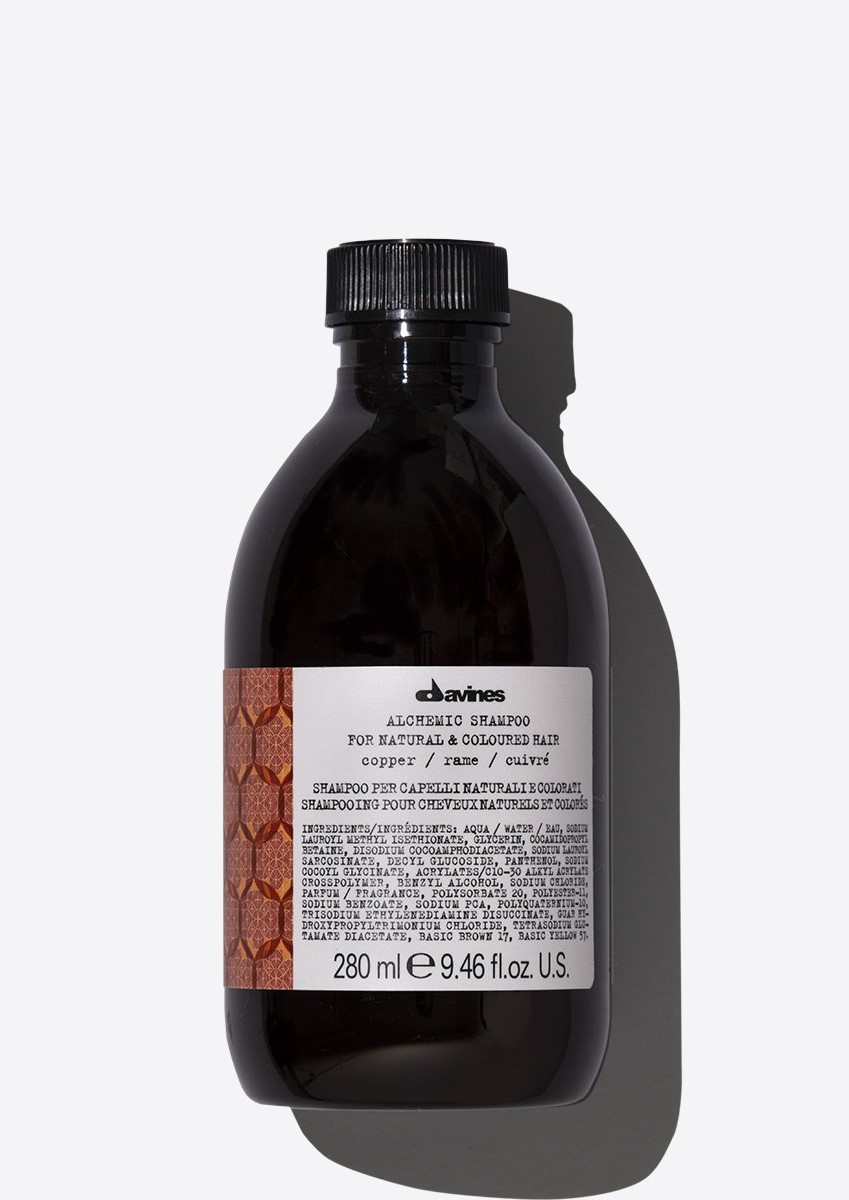 davines
ALCHEMIC SHAMPOO
FOR NATURAL & COLOURED HAIR
copper / rame / cuivré
SHAMPOO PER CAPELLI NATURALI E COLORATI
SHAMPOOING POUR CHEVEUX NATURELS ET COLORÉS
INGREDIENTS/INGRÉDIENTS: AQUA / WATER / EAU, SODIUM
LAUROYL METHYL ISETHIONATE, GLYCERIN, COCAMIDOPROPYL
BETAINE, DISODIUM COCOAMPHODIACETATE, SODIUM LAUROYL
SARCOSINATE, DECYL GLUCOSIDE, PANTHENOL, SODIUM
COCOYL GLYCINATE, ACRYLATES/C10-30 ALKYL ACRYLATE
CROSSPOLYMER, BENZYL ALCOHOL, SODIUM CHLORIDE,
PARFUM / FRAGRANCE, POLYSORBATE 20, POLYESTER-11,
SODIUM BENZOATE, SODIUM PCA, POLYQUATERNIUM-10,
TRISODIUM ETHYLENEDIAMINE DISUCCINATE, GUAR HY-
DROXYPROPYLTRIMONIUM CHLORIDE, TETRASODIUM GLU-
TAMATE DIACETATE, BASIC BROWN 17, BASIC YELLOW 57.
280 ml ℮ 9.46 fl.oz. U.S.